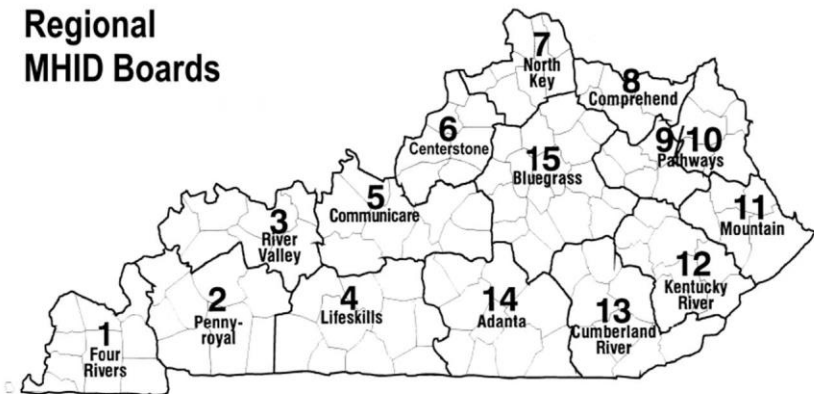 Regional
MHID Boards
7
North
Key
8
Comprehend
6
Centerstone
9/10
Pathways
15
Bluegrass
5
Communicare
11
Mountain
3
River
Valley
12
Kentucky
River
2
Penny-
royal
4
Lifeskills
14
Adanta
13
Cumberland
River
1
Four
Rivers